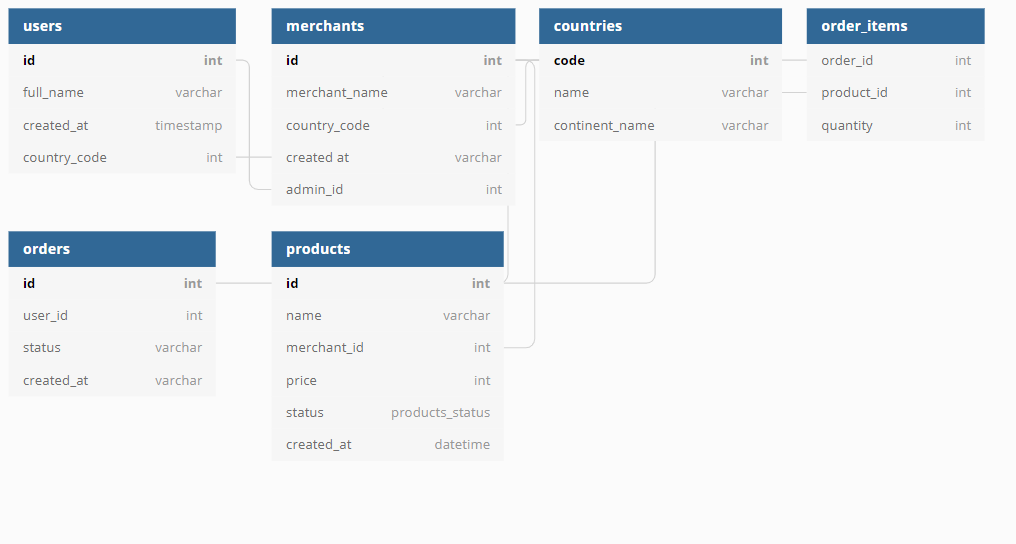 users
id int
full_name varchar
created_at timestamp
country_code int
merchants
id int
merchant_name varchar
country_code int
created at varchar
admin_id int
countries
code int
name varchar
continent_name varchar
order_items
order_id int
product_id int
quantity int
orders
id int
user_id int
status varchar
created_at varchar
products
id int
name varchar
merchant_id int
price int
status products_status
created_at datetime